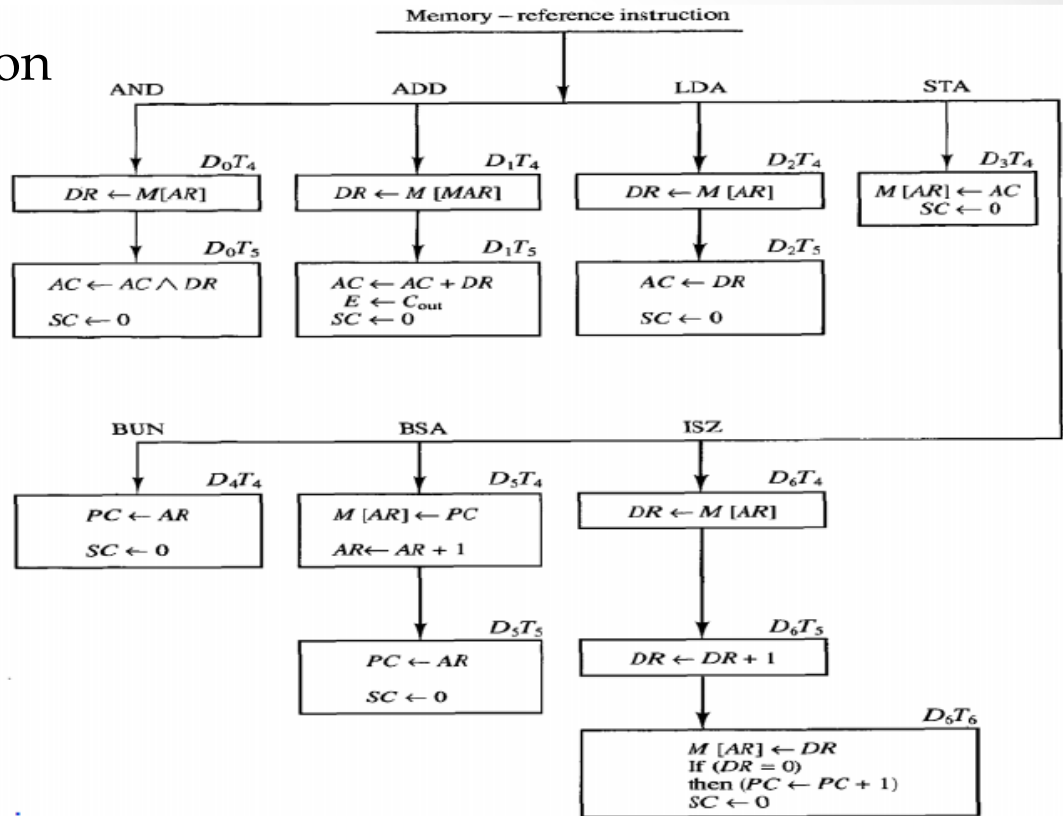 Memory – reference instruction
on
AND ADD LDA STA
D₀T₄ D₁T₄ D₂T₄ D₃T₄
DR ← M[AR] DR ← M [MAR] DR ← M [AR] M [AR] ← AC
SC ← 0
D₀T₅ D₁T₅ D₂T₅
AC ← AC ∧ DR AC ← AC + DR AC ← DR
E ← Cout
SC ← 0 SC ← 0 SC ← 0
BUN BSA ISZ
D₄T₄ D₅T₄ D₆T₄
PC ← AR M [AR] ← PC DR ← M [AR]
SC ← 0 AR← AR + 1
D₅T₅ D₆T₅
PC ← AR DR ← DR + 1
SC ← 0
D₆T₆
M [AR] ← DR
If (DR = 0)
then (PC ← PC + 1)
SC ← 0